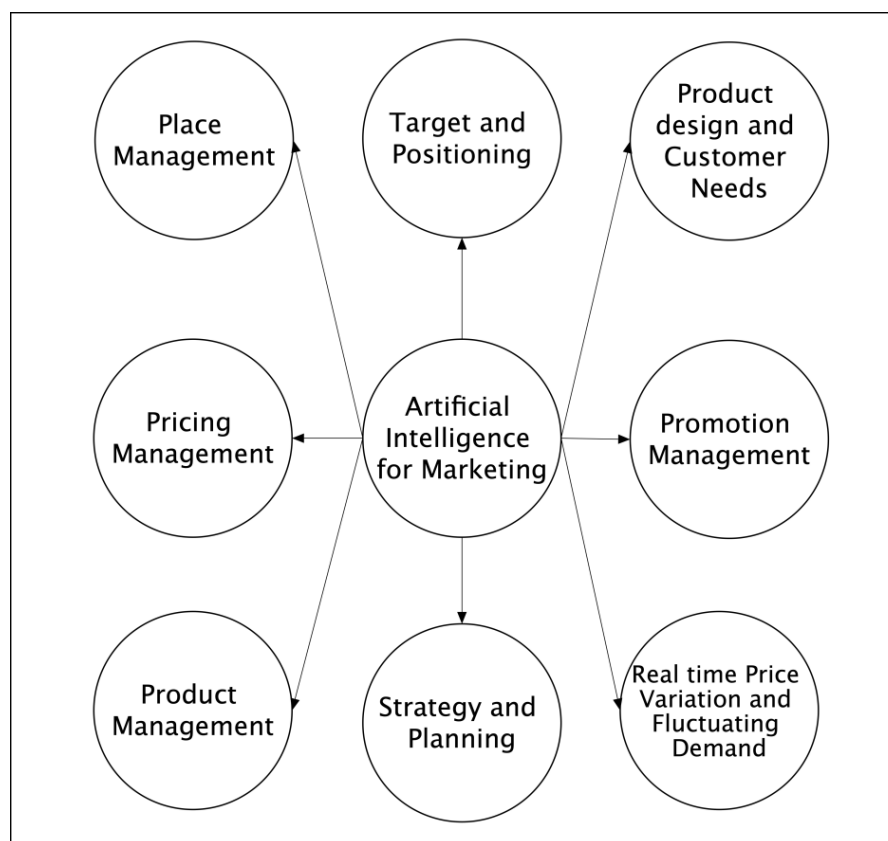 Place
Management
Target and
Positioning
Product
design and
Customer
Needs
Pricing
Management
Artificial
Intelligence
for Marketing
Promotion
Management
Product
Management
Strategy and
Planning
Real time Price
Variation and
Fluctuating
Demand